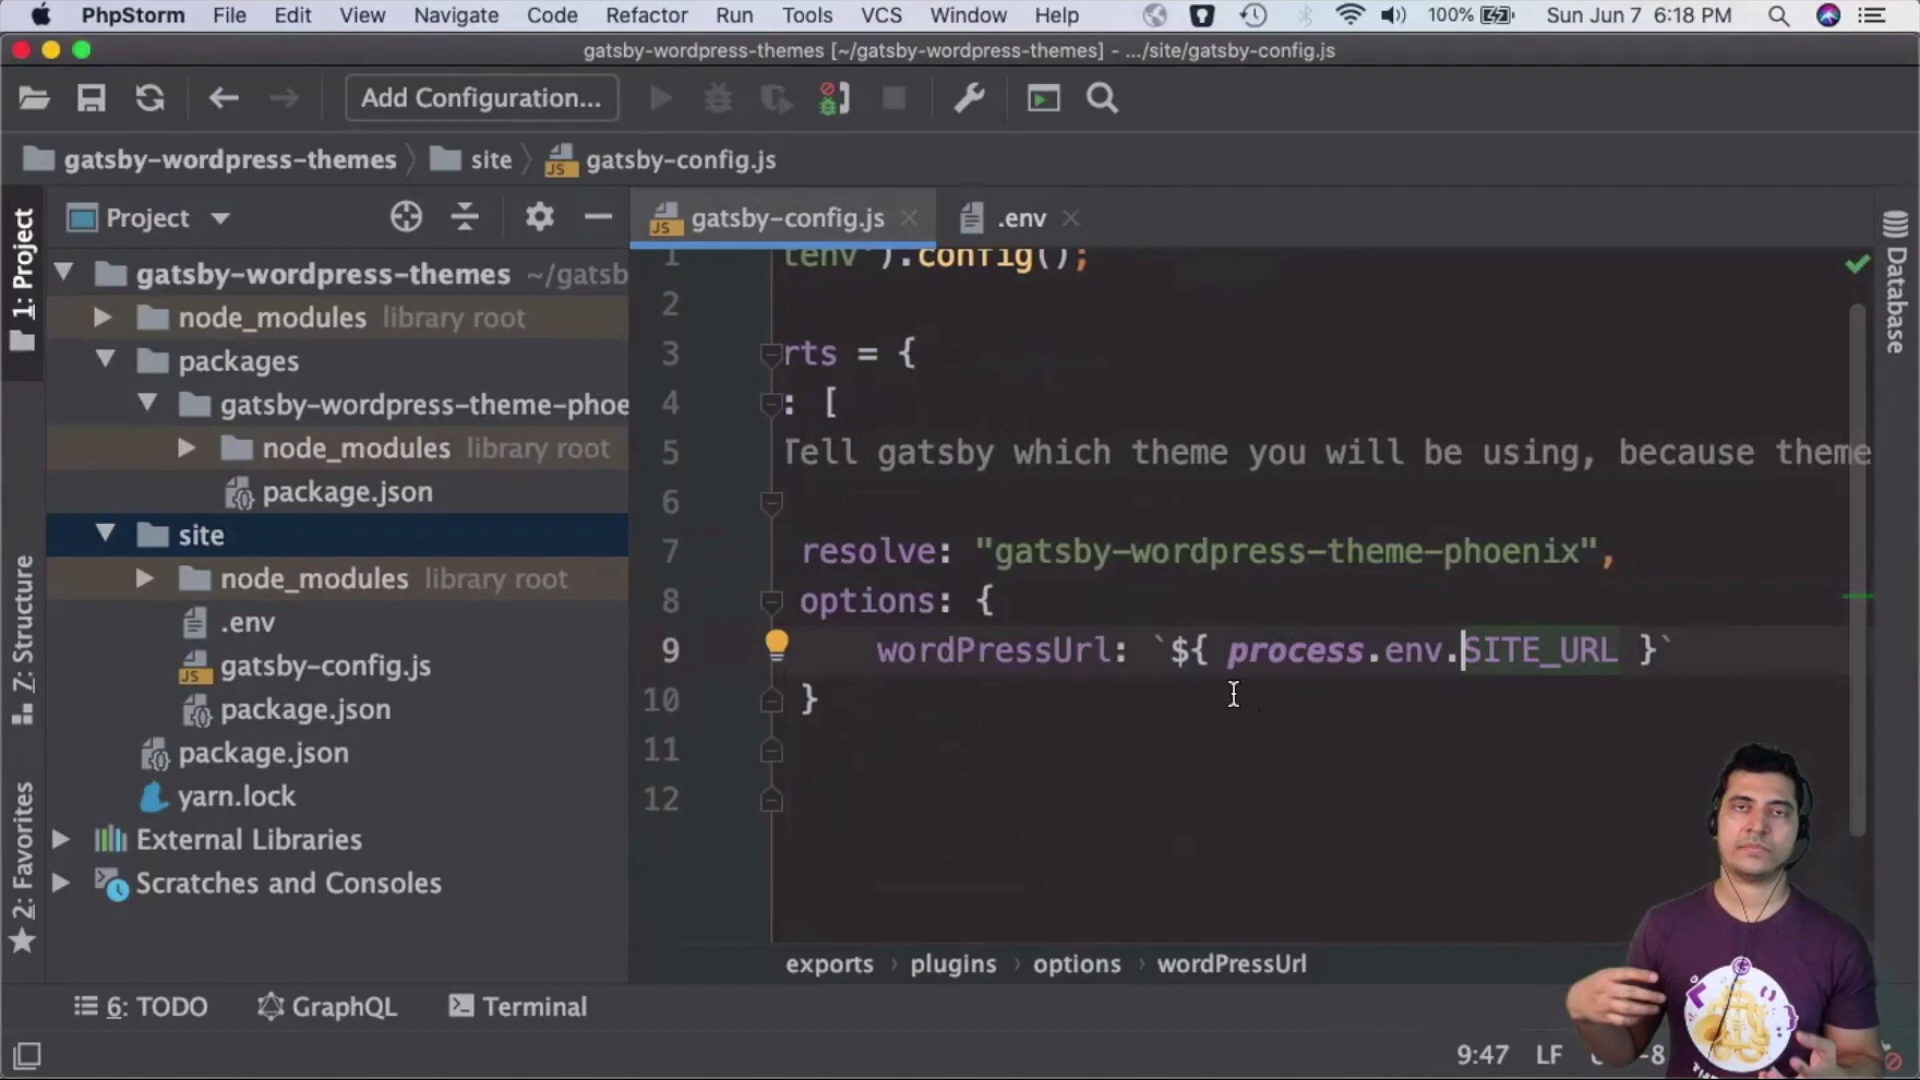 PhpStorm File Edit View Navigate Code Refactor Run Tools VCS Window Help 100% Sun Jun 7 6:18 PM
gatsby-wordpress-themes [~/gatsby-wordpress-themes] - .../site/gatsby-config.js
Add Configuration...
gatsby-wordpress-themes site gatsby-config.js
1: Project
7: Structure
2: Favorites
Project
gatsby-wordpress-themes ~/gatsb
node_modules library root
packages
gatsby-wordpress-theme-phoe
node_modules library root
package.json
site
node_modules library root
.env
gatsby-config.js
package.json
package.json
yarn.lock
External Libraries
Scratches and Consoles
gatsby-config.js .env
1 tenv').config();
2
3 rts = {
4 : [
5 Tell gatsby which theme you will be using, because theme
6
7 resolve: "gatsby-wordpress-theme-phoenix",
8 options: {
9 wordPressUrl: `${ process.env.SITE_URL }`
10 }
11
12
Database
exports › plugins › options › wordPressUrl
6: TODO GraphQL Terminal
9:47 LF